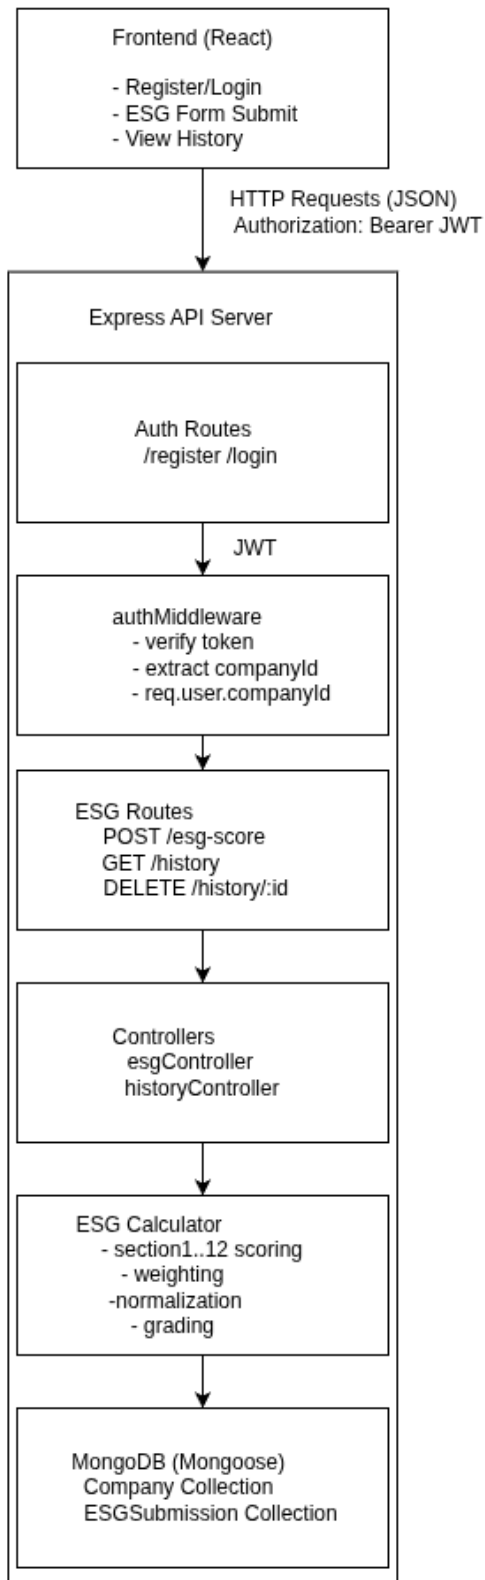 Frontend (React)
- Register/Login
- ESG Form Submit
- View History
HTTP Requests (JSON)
Authorization: Bearer JWT
Express API Server
Auth Routes
/register /login
JWT
authMiddleware
- verify token
- extract companyId
- req.user.companyId
ESG Routes
POST /esg-score
GET /history
DELETE /history/:id
Controllers
esgController
historyController
ESG Calculator
- section1..12 scoring
- weighting
-normalization
- grading
MongoDB (Mongoose)
Company Collection
ESGSubmission Collection